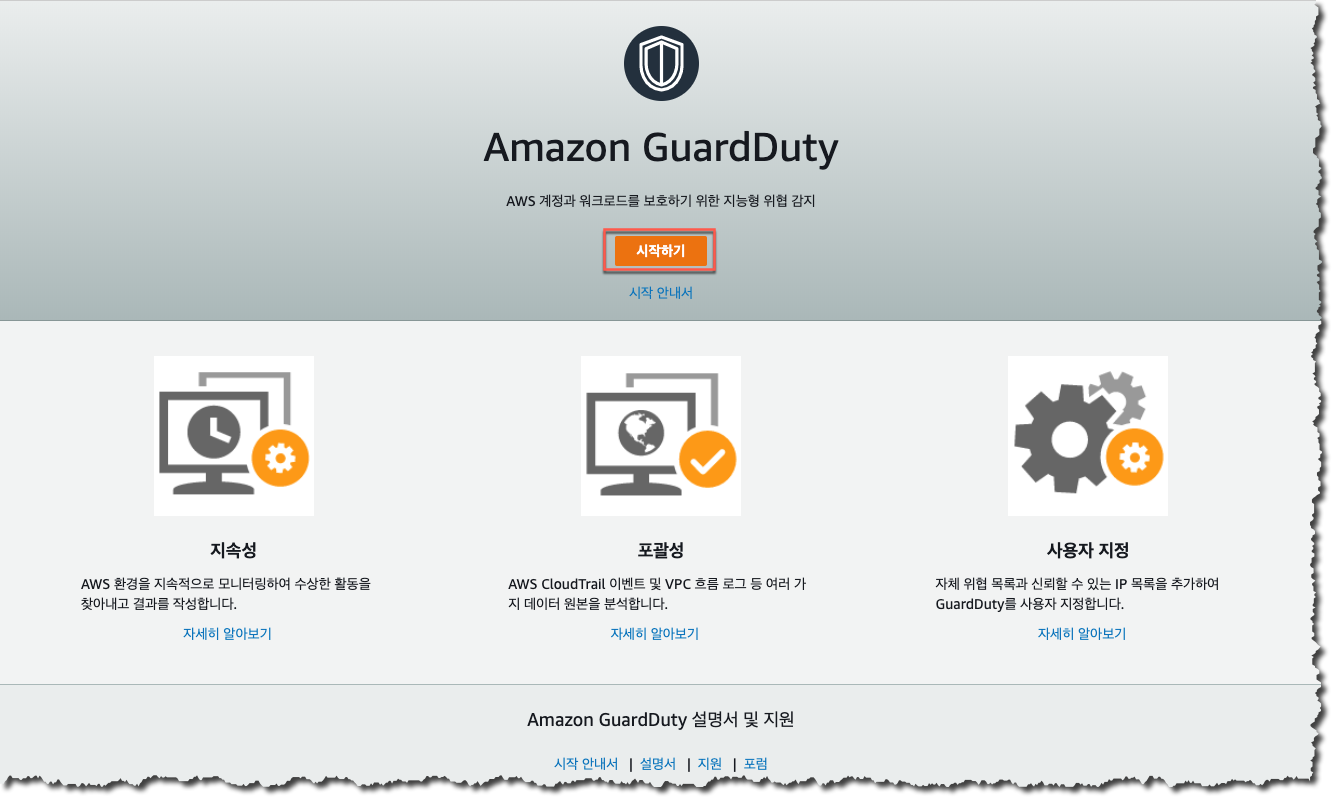 Amazon GuardDuty
AWS 계정과 워크로드를 보호하기 위한 지능형 위협 감지
시작하기
시작 안내서
지속성
AWS 환경을 지속적으로 모니터링하여 수상한 활동을
찾아내고 결과를 작성합니다.
자세히 알아보기
포괄성
AWS CloudTrail 이벤트 및 VPC 흐름 로그 등 여러 가
지 데이터 원본을 분석합니다.
자세히 알아보기
사용자 지정
자체 위협 목록과 신뢰할 수 있는 IP 목록을 추가하여
GuardDuty를 사용자 지정합니다.
자세히 알아보기
Amazon GuardDuty 설명서 및 지원
시작 안내서 | 설명서 | 지원 | 포럼